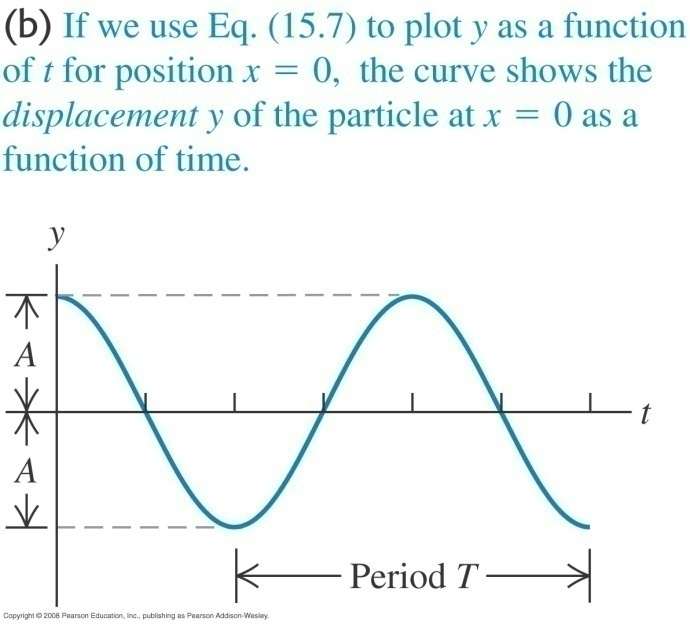 (b) If we use Eq. (15.7) to plot y as a function
of t for position x = 0, the curve shows the
displacement y of the particle at x = 0 as a
function of time.
y
A
t
A
Period T
Copyright © 2008 Pearson Education, Inc., publishing as Pearson Addison-Wesley.